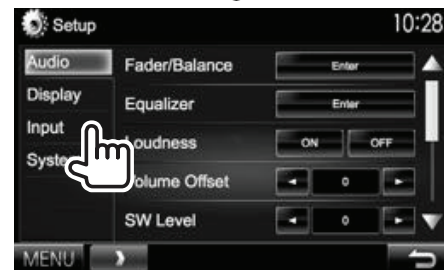 Setup 10:28
Audio
Display
Input
Syste
Fader/Balance Enter
Equalizer Enter
oudness ON OFF
olume Offset 0
SW Level 0
MENU